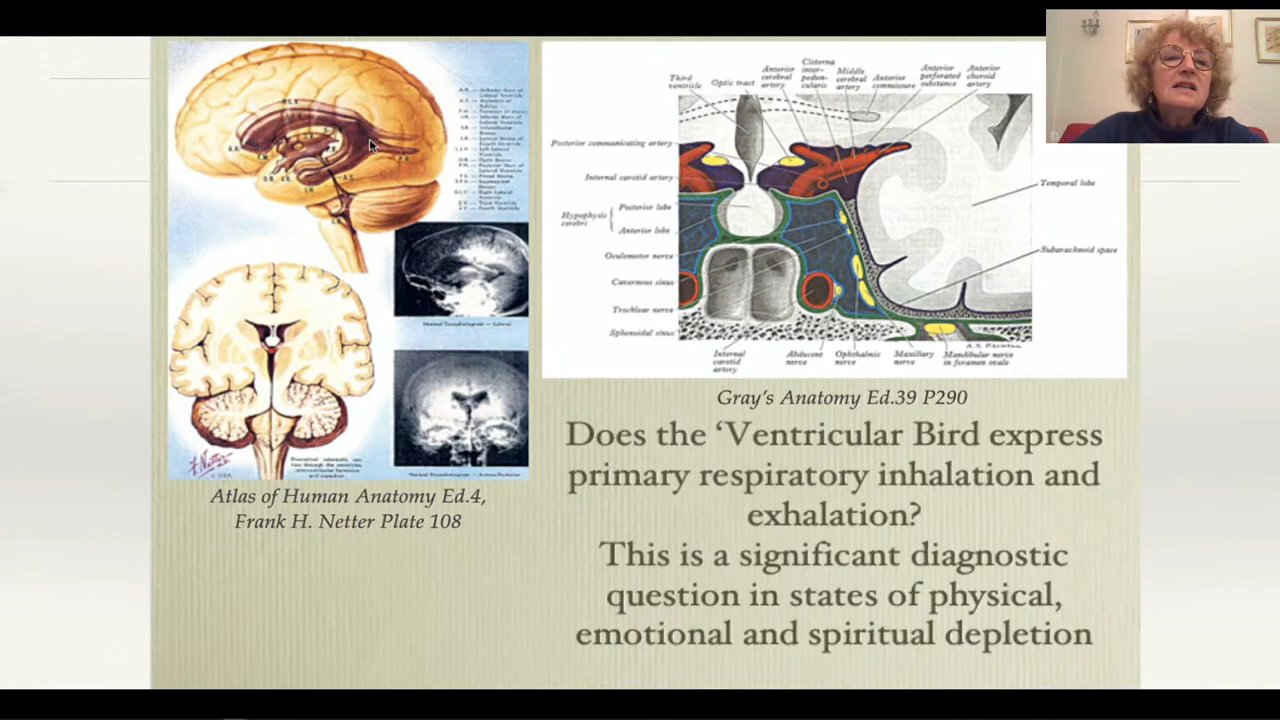 Normal Encephalogram — Lateral
Atlas of Human Anatomy Ed.4,
Frank H. Netter Plate 108
Third
ventricle
Optic tract
Anterior
cerebral
artery
Cisterna
inter-
pedun-
cularis
Middle
cerebral
artery
Anterior
commissure
Anterior
perforated
substance
Anterior
choroid
artery
Posterior communicating artery
Internal carotid artery
Posterior lobe
Hypophysis
cerebri
Anterior lobe
Oculomotor nerve
Cavernous sinus
Trochlear nerve
Sphenoidal sinus
Temporal lobe
Subarachnoid space
Internal
carotid
artery
Abducent
nerve
Ophthalmic
nerve
Maxillary
nerve
Mandibular nerve
in foramen ovale
Gray's Anatomy Ed.39 P290
Does the ‘Ventricular Bird express
primary respiratory inhalation and
exhalation?
This is a significant diagnostic
question in states of physical,
emotional and spiritual depletion